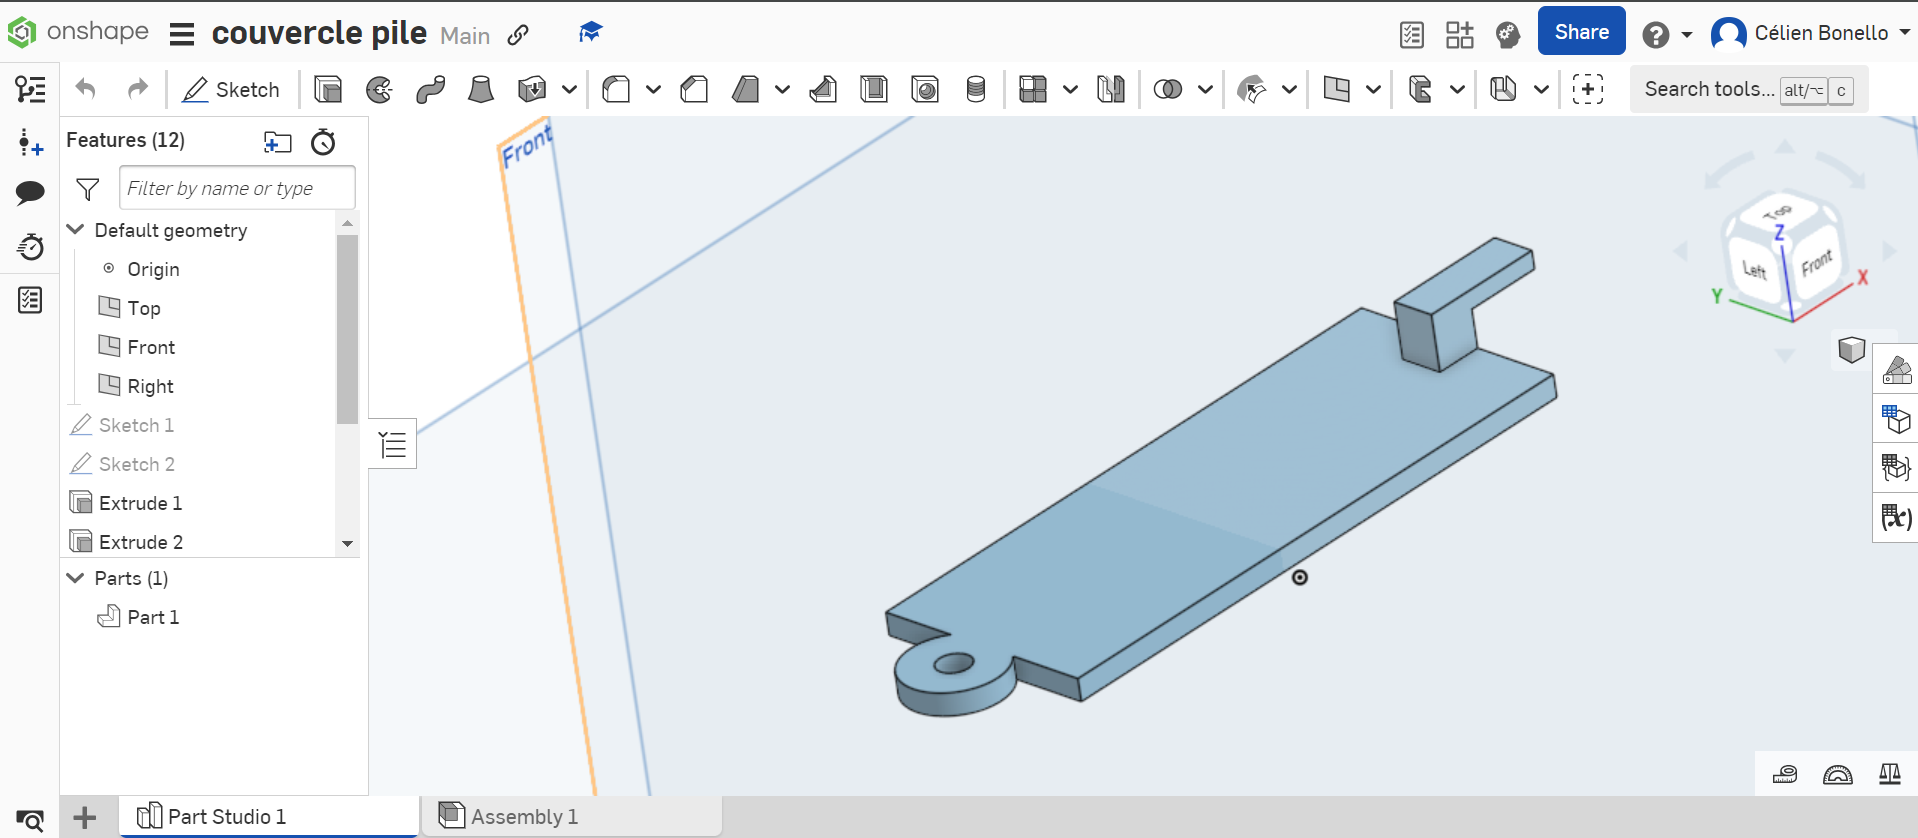 onshape couvercle pile Main Share Célien Bonello
Sketch Search tools... alt/⌥ c
Features (12)
Filter by name or type
Default geometry
Origin
Top
Front
Right
Sketch 1
Sketch 2
Extrude 1
Extrude 2
Parts (1)
Part 1
Front
Top
Z
Left
Front
X
Y
(x)
Part Studio 1
Assembly 1